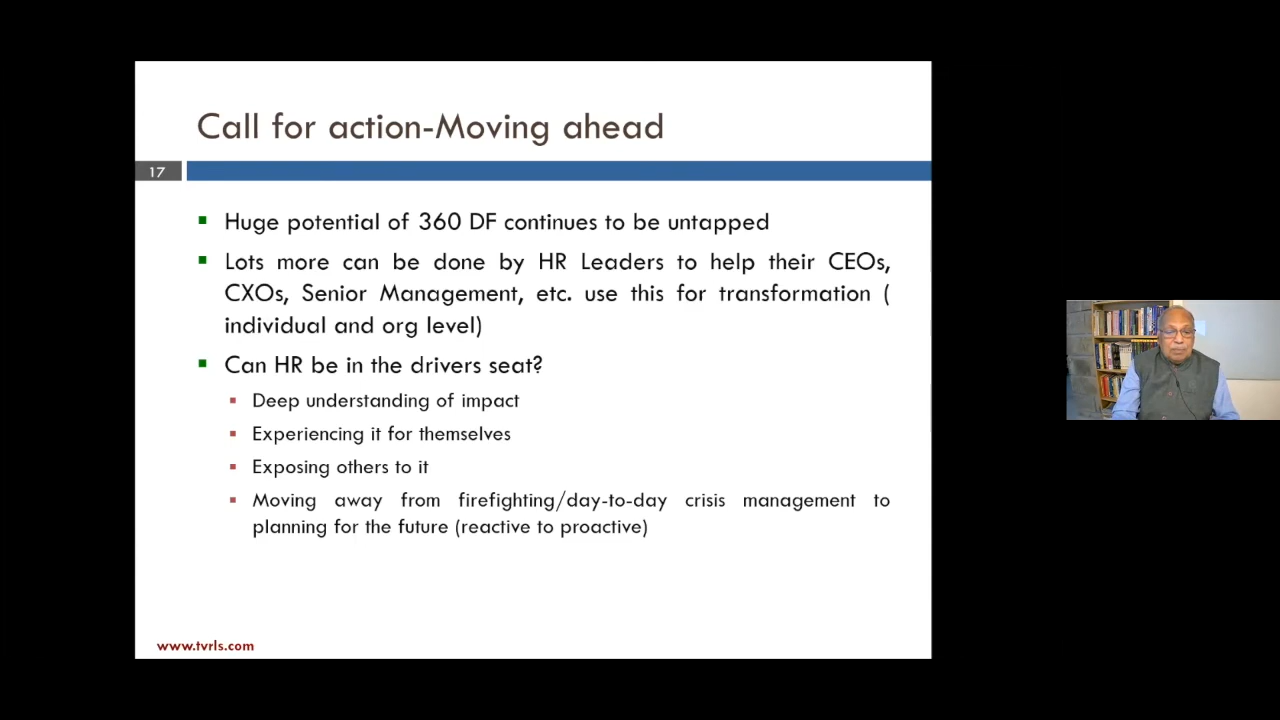 Call for action-Moving ahead
17
Huge potential of 360 DF continues to be untapped
Lots more can be done by HR Leaders to help their CEOs,
CXOs, Senior Management, etc. use this for transformation (
individual and org level)
Can HR be in the drivers seat?
Deep understanding of impact
Experiencing it for themselves
Exposing others to it
Moving away from firefighting/day-to-day crisis management to
planning for the future (reactive to proactive)
www.tvrls.com